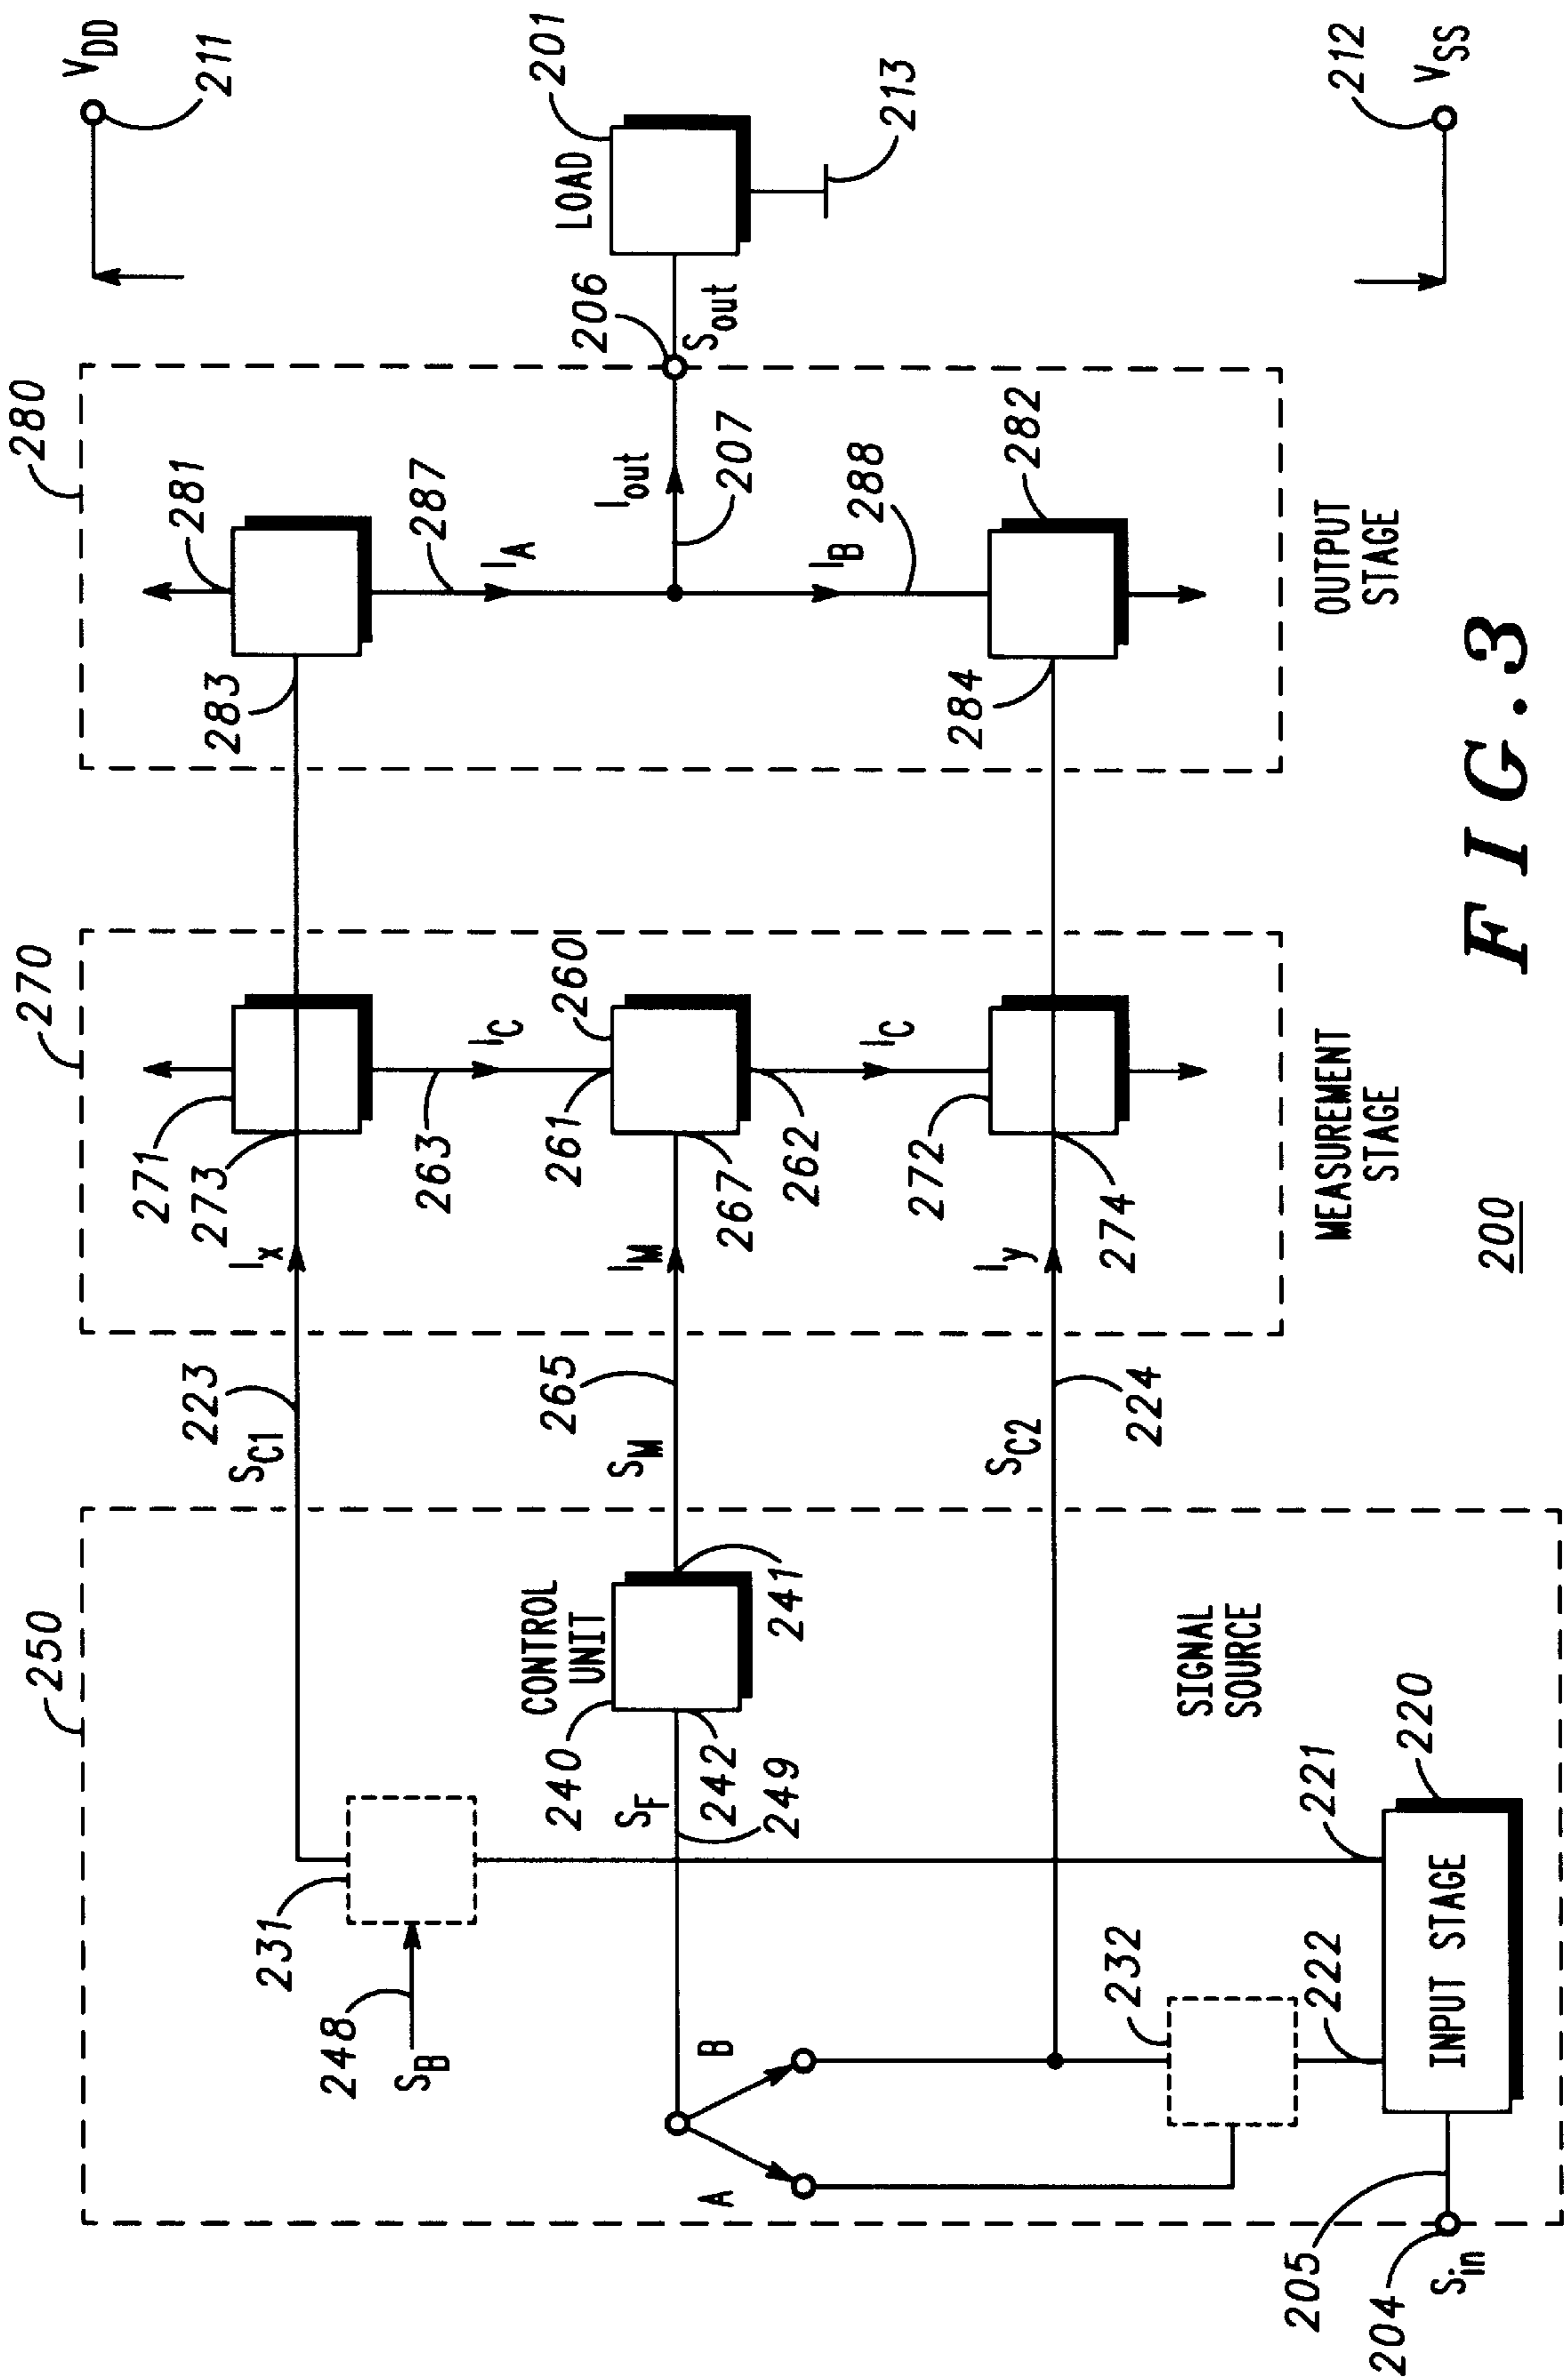 250
231
248
S_B
CONTROL
UNIT
240
S_F
242
249
241
A
B
232
SIGNAL
SOURCE
222
221
220
INPUT STAGE
205
204
S_in
223
S_C1
265
S_M
S_C2
224
270
271
273
I_x
263
I_C
260
261
I_M
267
262
I_C
272
I_y
274
MEASUREMENT
STAGE
280
281
283
287
I_A
I_out
207
206
S_out
I_B
288
284
282
OUTPUT
STAGE
V_DD
211
201
LOAD
213
212
V_SS
200
FIG.3